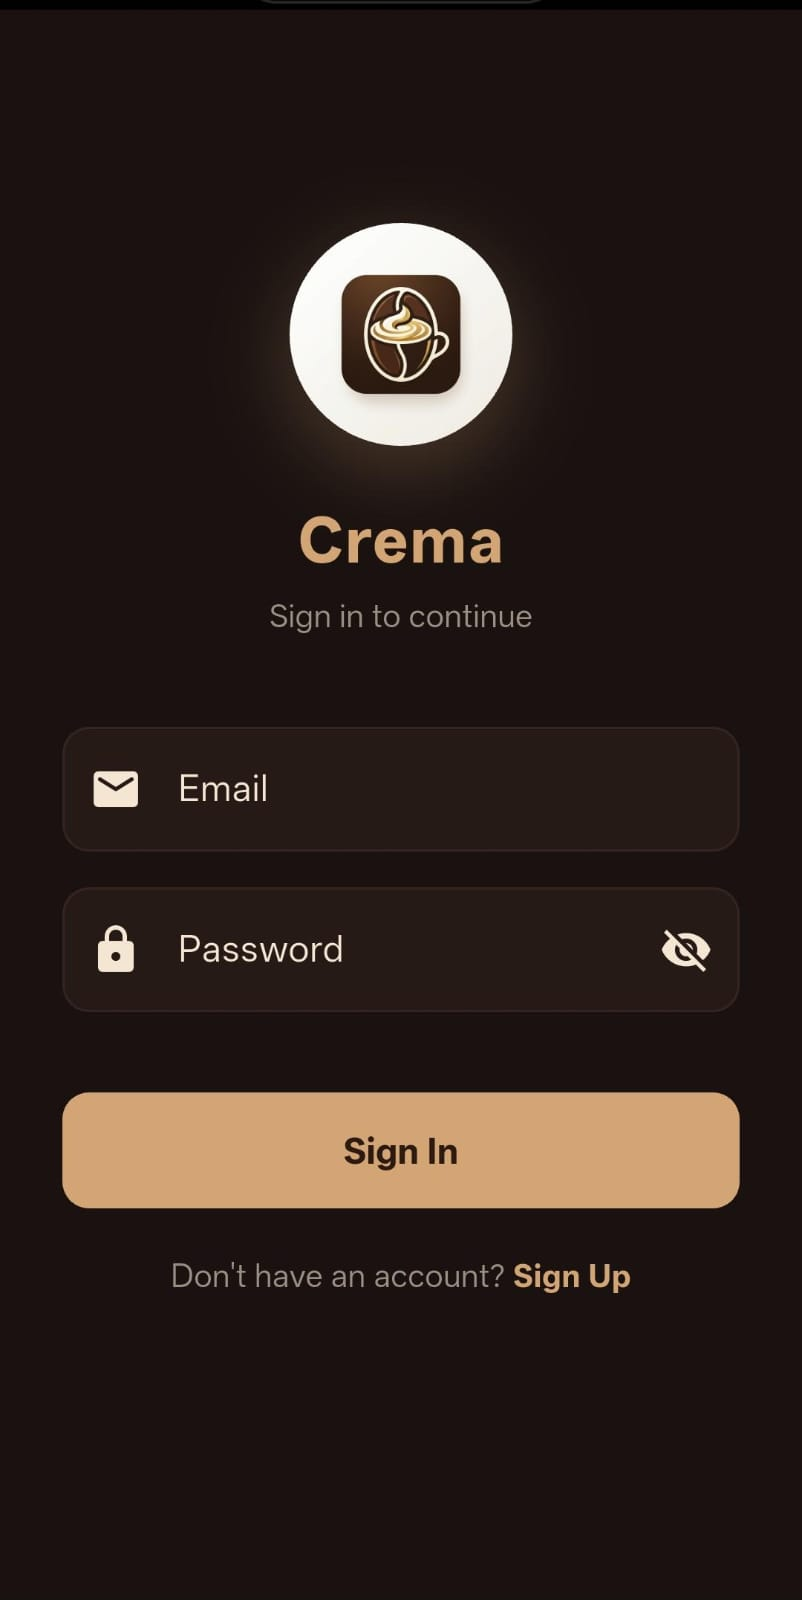 Crema
Sign in to continue
Email
Password
Sign In
Don't have an account? Sign Up